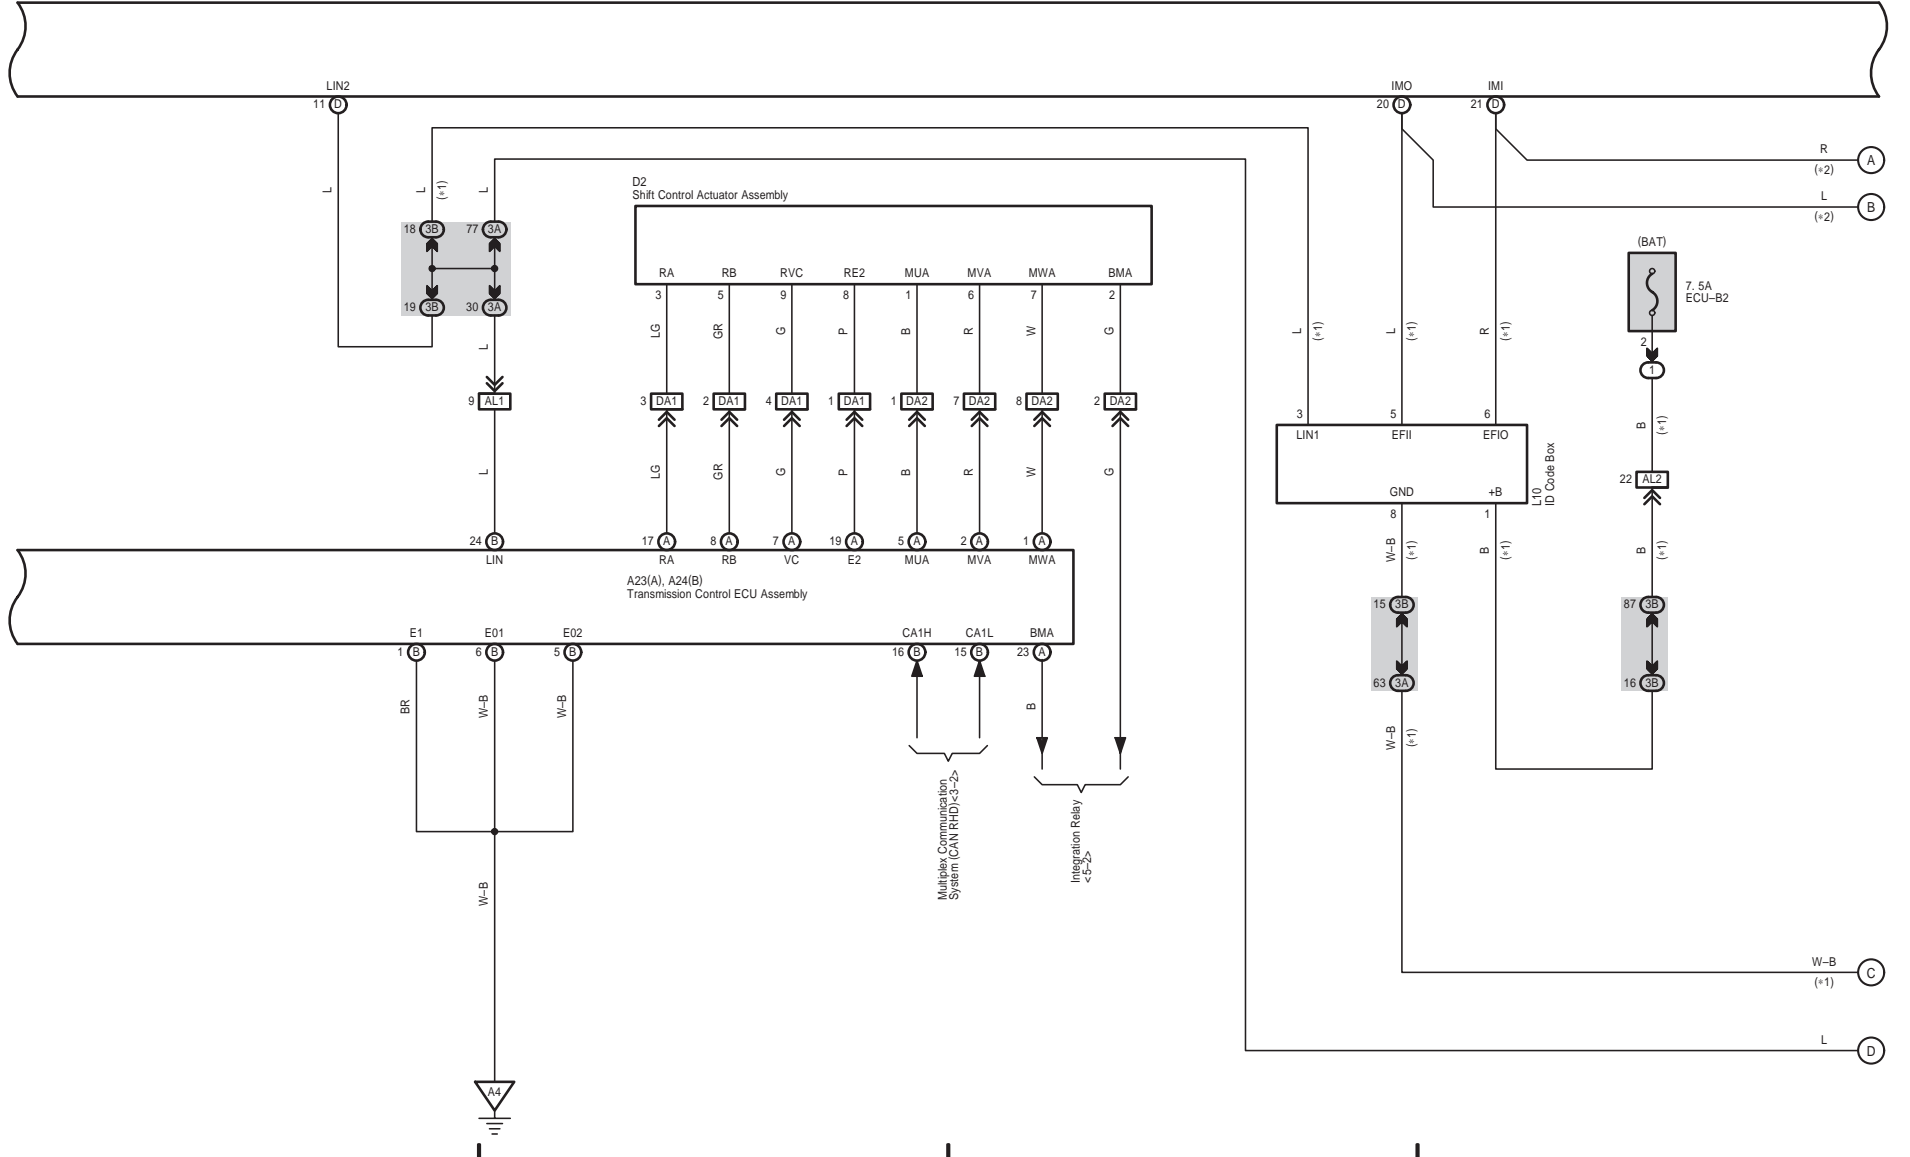 LIN2
IMO
IMI
11 D
20 D
21 D
R
(*2)
A
L
(*2)
B
L
L
(*1)
L
D2
Shift Control Actuator Assembly
18 3B
77 3A
19 3B
30 3A
RA
RB
RVC
RE2
MUA
MVA
MWA
BMA
3
5
9
8
1
6
7
2
(BAT)
7. 5A
ECU–B2
2
1
LG
GR
G
P
B
R
W
G
L
(*1)
L
(*1)
R
(*1)
L
9 AL1
3 DA1
2 DA1
4 DA1
1 DA1
1 DA2
7 DA2
8 DA2
2 DA2
3
5
6
LIN1
EFII
EFIO
B
(*1)
L10
ID Code Box
GND
+B
8
1
22 AL2
L
LG
GR
G
P
B
R
W
G
W–B
(*1)
B
(*1)
B
(*1)
24 B
17 A
8 A
7 A
19 A
5 A
2 A
1 A
LIN
RA
RB
VC
E2
MUA
MVA
MWA
A23(A), A24(B)
Transmission Control ECU Assembly
15 3B
87 3B
63 3A
16 3B
E1
E01
E02
CA1H
CA1L
BMA
1 B
6 B
5 B
16 B
15 B
23 A
BR
W–B
W–B
B
W–B
(*1)
Multiplex Communication
System (CAN RHD)<3–2>
Integration Relay
<5–2>
W–B
W–B
(*1)
C
L
D
A4